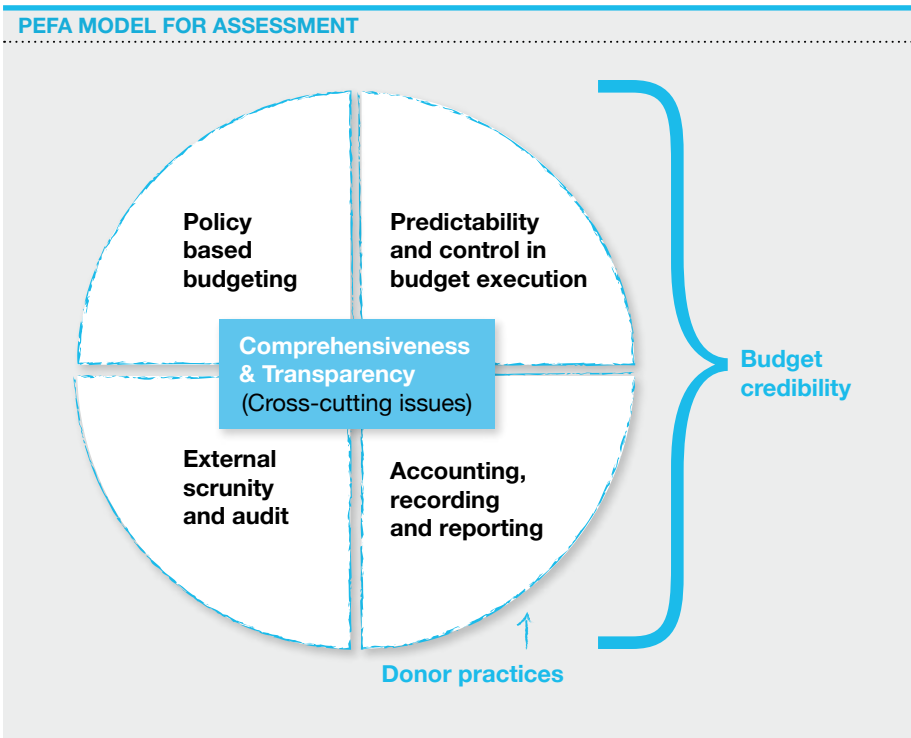 PEFA MODEL FOR ASSESSMENT
Policy
based
budgeting
Predictability
and control in
budget execution
Comprehensiveness
& Transparency
(Cross-cutting issues)
Budget
credibility
External
scrunity
and audit
Accounting,
recording
and reporting
Donor practices